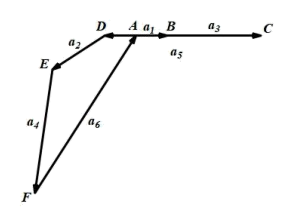 D A a₁ B a₃ C
a₂ a₅
E
a₄ a₆
F